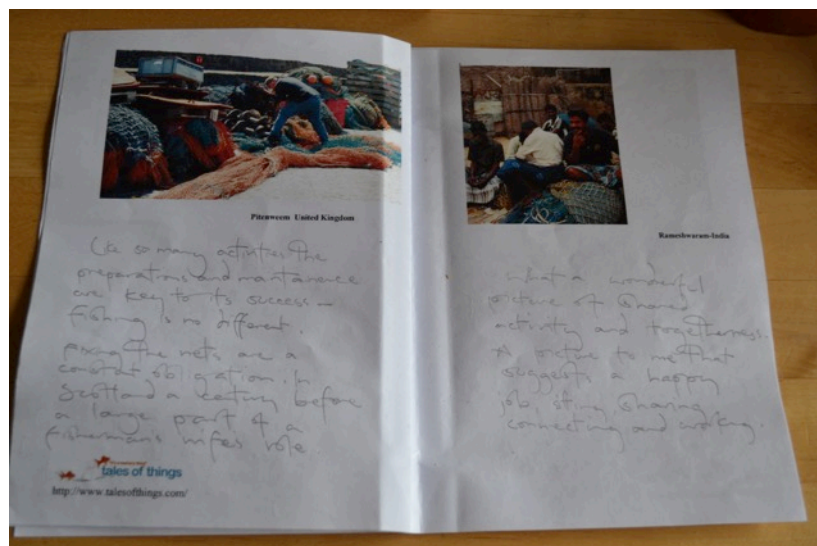 Pitenweem United Kingdom
Like so many activities the
preparations and maintainence
are key to its success –
fishing is no different.
Fixing the nets are a
constant obligation. In
Scotland a century before
a large part of a
fisherman's wifes role
tales of things
http://www.talesofthings.com/
Rameshwaram-India
What a wonderful
picture of shared
activity and togetherness.
A picture to me that
suggests a happy
job, sitting sharing
connecting and working.